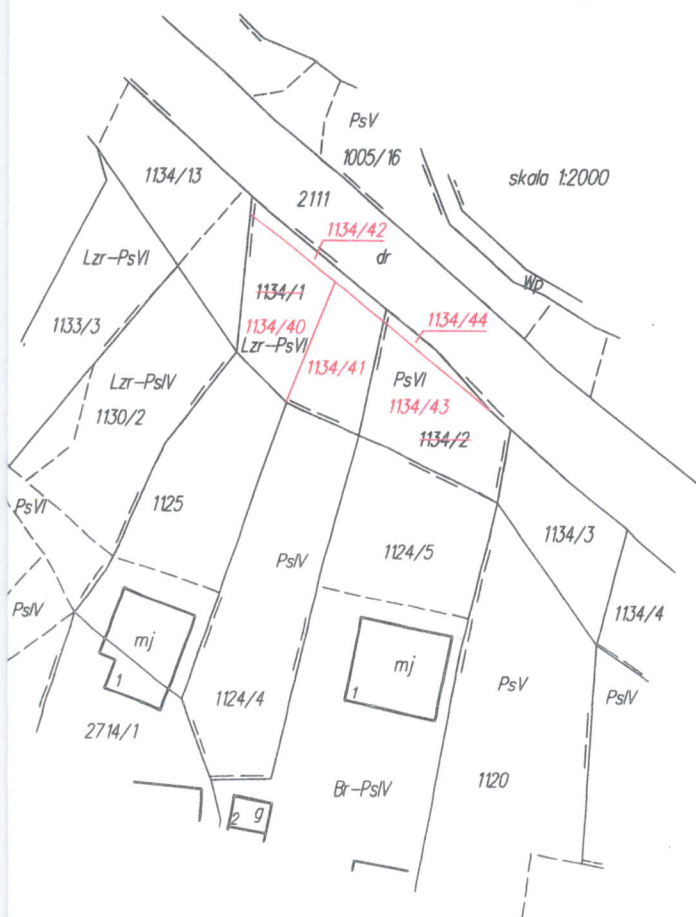 PsV
1005/16
skala 1:2000
1134/13
2111
1134/42
dr
Wp
Lzr-PsVI
1134/1
1134/40
Lzr-PsVI
1133/3
1134/44
1134/41
PsVI
1134/43
1134/2
Lzr-PsIV
1130/2
PsVI
1125
1124/5
1134/3
PsIV
PsIV
1134/4
mj
mj
1
1
PsV
PsIV
1124/4
2714/1
Br-PsIV
1120
2
g